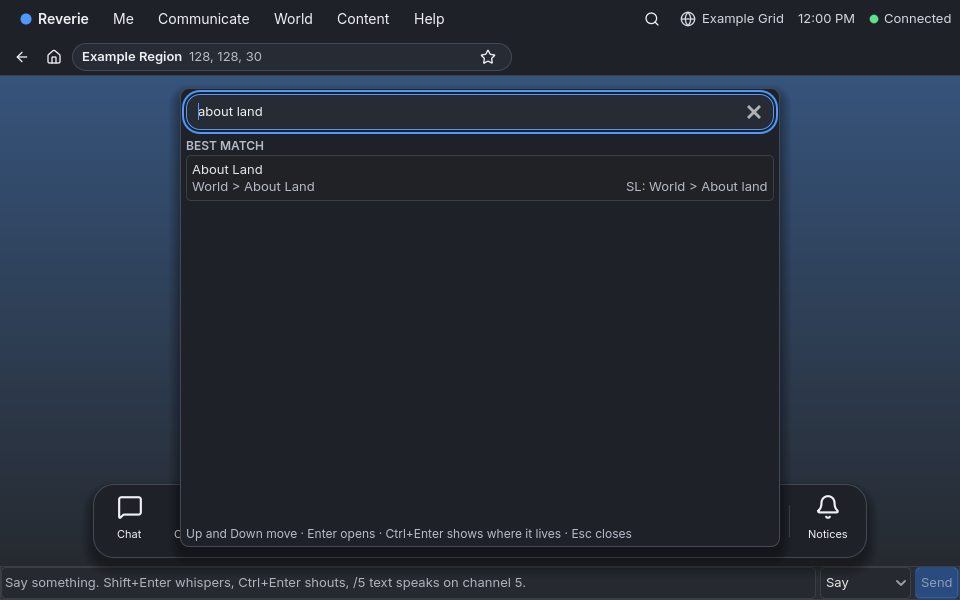 Reverie Me Communicate World Content Help Example Grid 12:00 PM Connected
Example Region 128, 128, 30
about land
BEST MATCH
About Land
World > About Land SL: World > About land
Up and Down move · Enter opens · Ctrl+Enter shows where it lives · Esc closes
Chat Notices
Say something. Shift+Enter whispers, Ctrl+Enter shouts, /5 text speaks on channel 5. Say Send